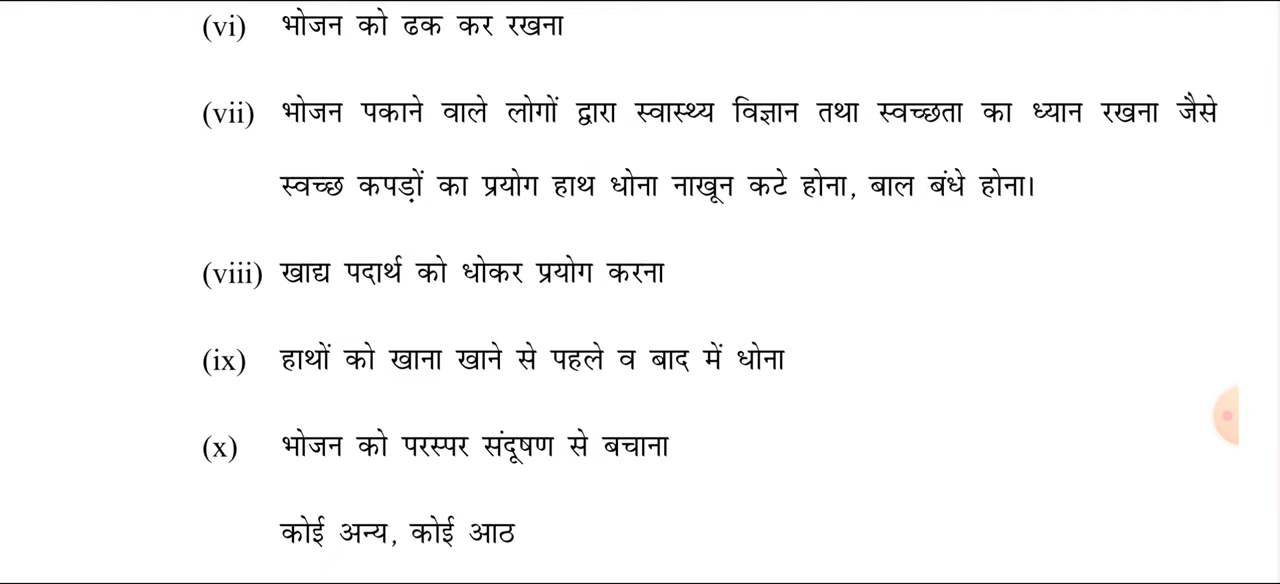 (vi) भोजन को ढक कर रखना
(vii) भोजन पकाने वाले लोगों द्वारा स्वास्थ्य विज्ञान तथा स्वच्छता का ध्यान रखना जैसे
स्वच्छ कपड़ों का प्रयोग हाथ धोना नाखून कटे होना, बाल बंधे होना।
(viii) खाद्य पदार्थ को धोकर प्रयोग करना
(ix) हाथों को खाना खाने से पहले व बाद में धोना
(x) भोजन को परस्पर संदूषण से बचाना
कोई अन्य, कोई आठ